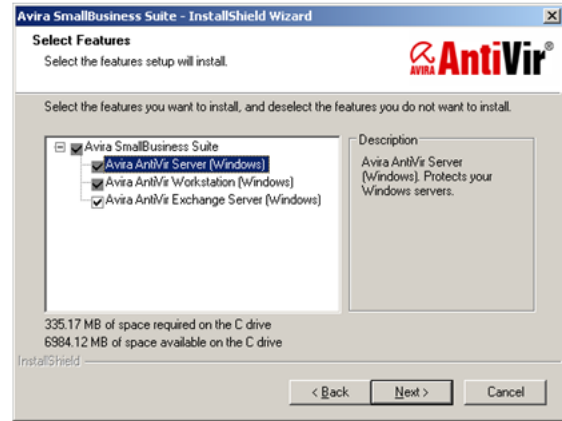 Avira SmallBusiness Suite - InstallShield Wizard
Select Features
Select the features setup will install.
AVIRA AntiVir®
Select the features you want to install, and deselect the features you do not want to install.
Avira SmallBusiness Suite
Avira AntiVir Server (Windows)
Avira AntiVir Workstation (Windows)
Avira AntiVir Exchange Server (Windows)
Description
Avira AntiVir Server
(Windows). Protects your
Windows servers.
335.17 MB of space required on the C drive
6984.12 MB of space available on the C drive
InstallShield
< Back
Next >
Cancel